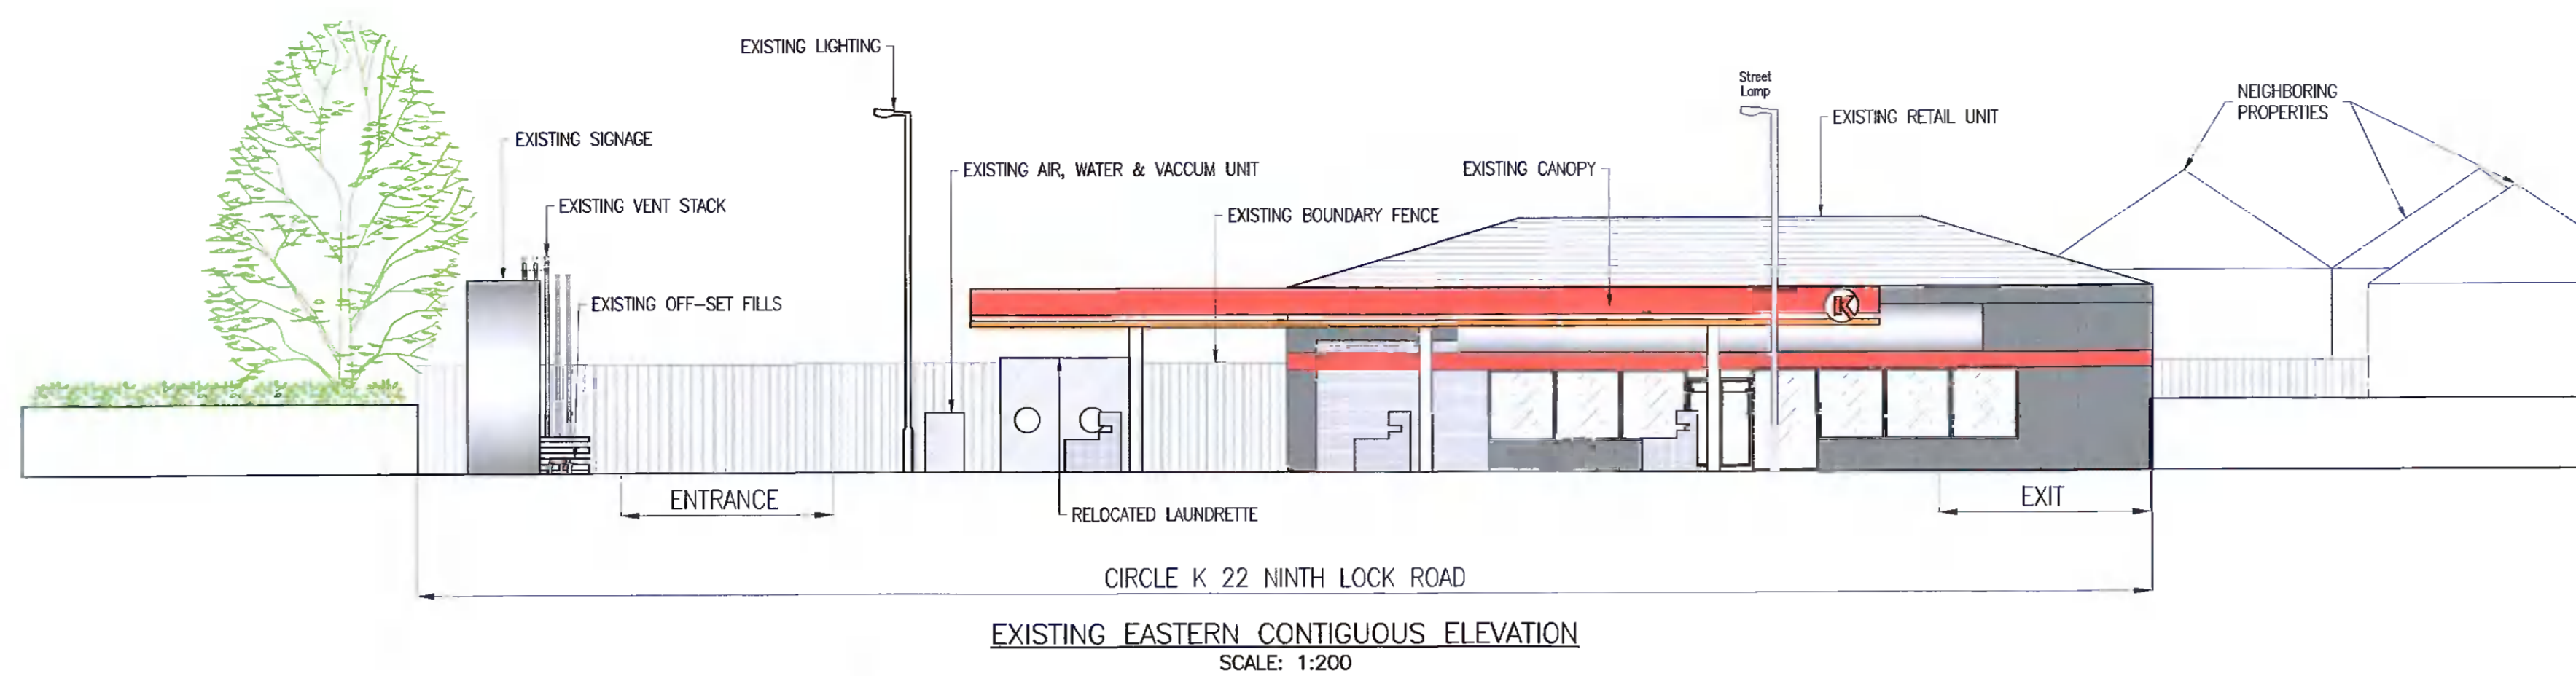 EXISTING LIGHTING
Street
Lamp
NEIGHBORING
PROPERTIES
EXISTING RETAIL UNIT
EXISTING SIGNAGE
EXISTING AIR, WATER & VACCUM UNIT
EXISTING CANOPY
EXISTING VENT STACK
EXISTING BOUNDARY FENCE
EXISTING OFF-SET FILLS
K
ENTRANCE
EXIT
RELOCATED LAUNDRETTE
CIRCLE K 22 NINTH LOCK ROAD
EXISTING EASTERN CONTIGUOUS ELEVATION
SCALE: 1:200